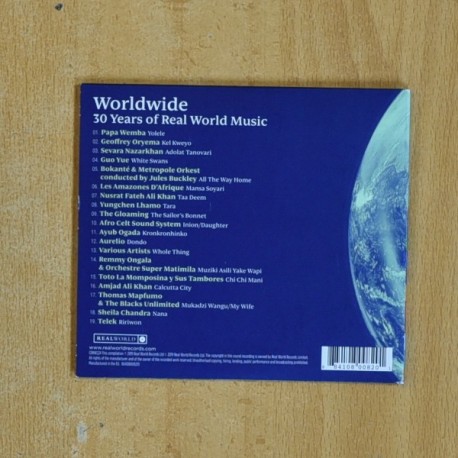 Worldwide
30 Years of Real World Music
01 Papa Wemba Yolele
02 Geoffrey Oryema Kel Kweyo
03 Sevara Nazarkhan Adolat Tanovari
04 Guo Yue White Swans
05 Bokanté & Metropole Orkest
conducted by Jules Buckley All The Way Home
06 Les Amazones D'Afrique Mansa Soyari
07 Nusrat Fateh Ali Khan Taa Deem
08 Yungchen Lhamo Tara
09 The Gloaming The Sailor's Bonnet
10 Afro Celt Sound System Inion/Daughter
11 Ayub Ogada Kronkronhinko
12 Aurelio Dondo
13 Various Artists Whole Thing
14 Remmy Ongala
& Orchestre Super Matimila Muziki Asili Yake Wapi
15 Toto La Momposina y Sus Tambores Chi Chi Mani
16 Amjad Ali Khan Calcutta City
17 Thomas Mapfumo
& The Blacks Unlimited Mukadzi Wangu/My Wife
18 Sheila Chandra Nana
19 Telek Kiriwon
REALWORLD
www.realworldrecords.com